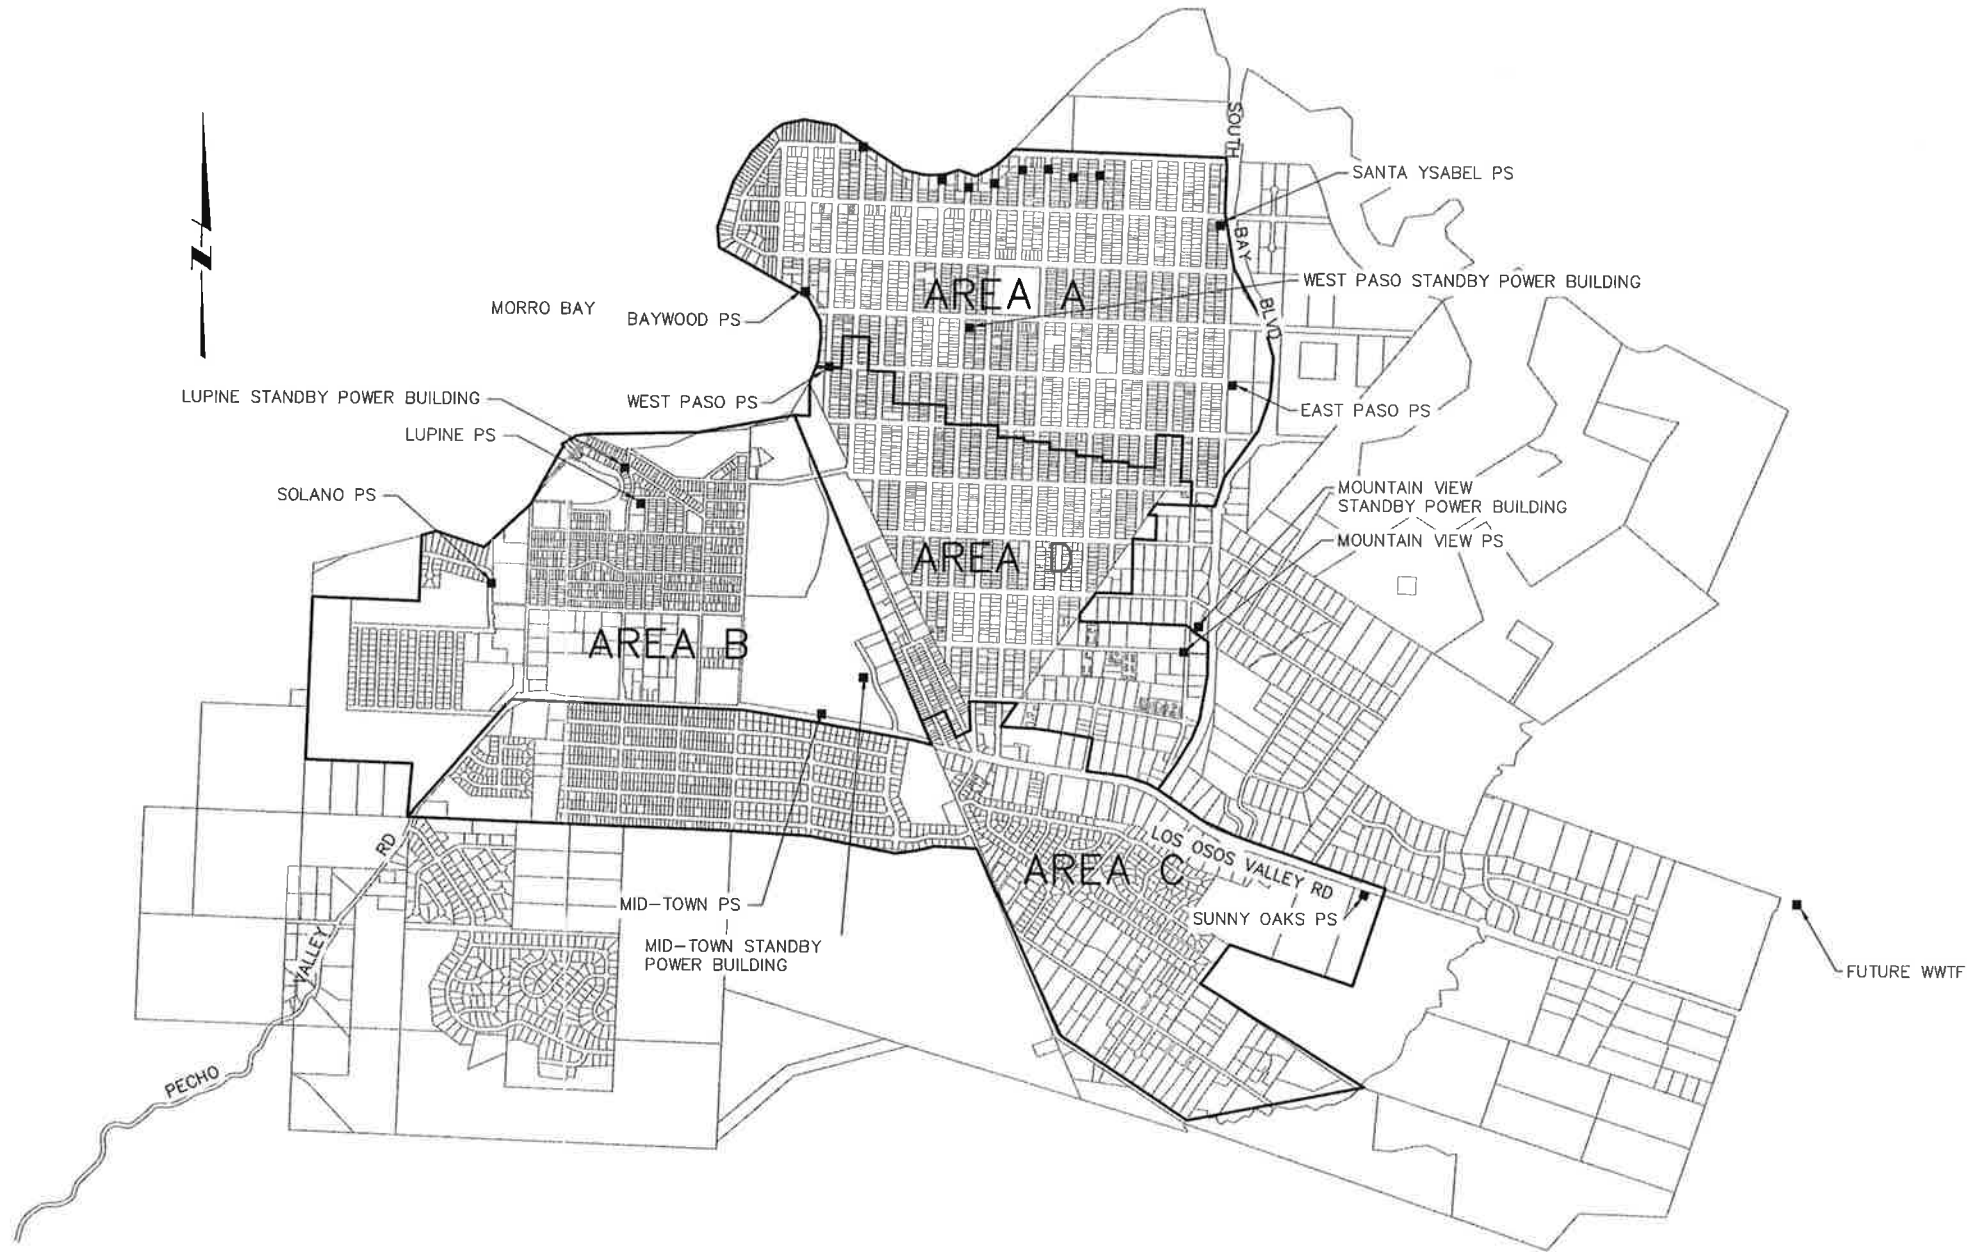 SOUTH
SANTA YSABEL PS
N
BAY
WEST PASO STANDBY POWER BUILDING
AREA A
MORRO BAY
BAYWOOD PS
BLVD
LUPINE STANDBY POWER BUILDING
WEST PASO PS
EAST PASO PS
LUPINE PS
SOLANO PS
MOUNTAIN VIEW
STANDBY POWER BUILDING
MOUNTAIN VIEW PS
AREA D
AREA B
LOS OSOS VALLEY RD
RD
AREA C
MID-TOWN PS
SUNNY OAKS PS
MID-TOWN STANDBY
POWER BUILDING
VALLEY
FUTURE WWTF
PECHO